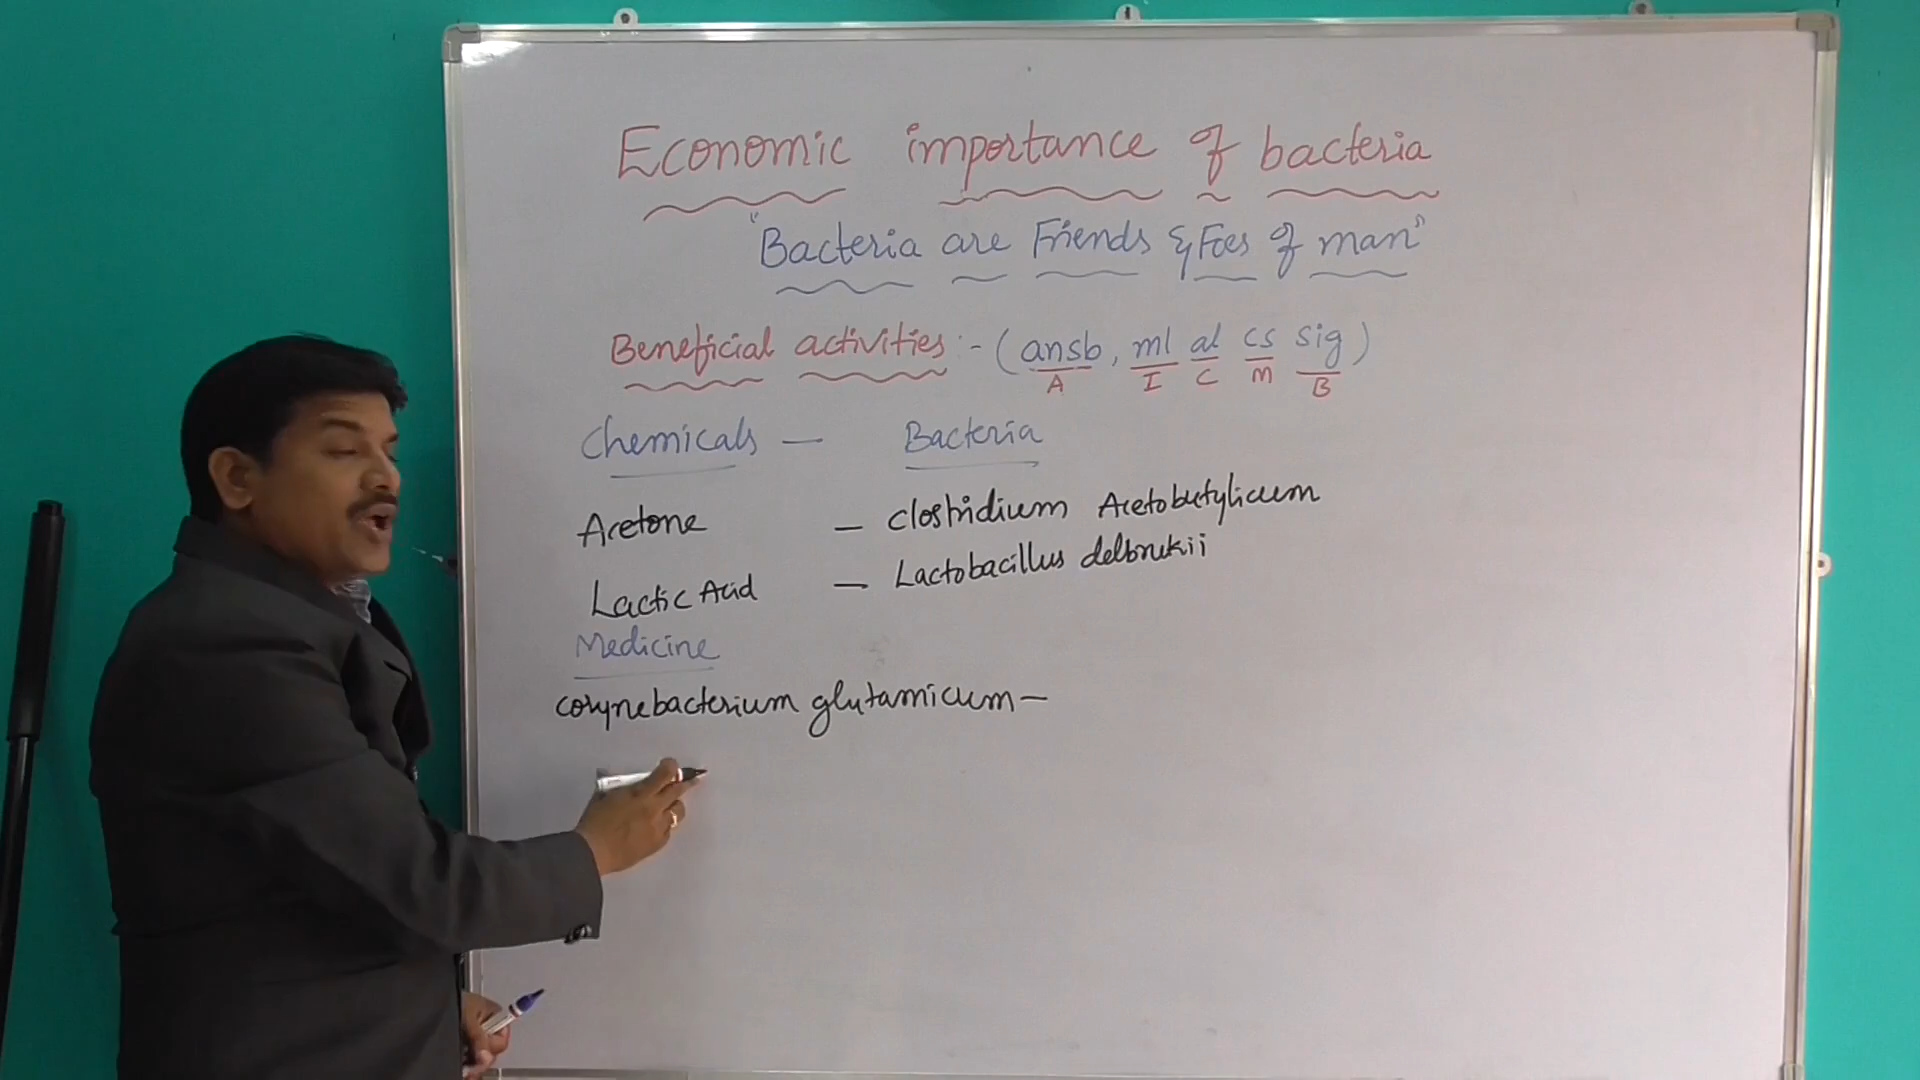 Economic importance of bacteria
"Bacteria are Friends & Foes of man"
Beneficial activities :- (ansb, ml al cs sig)
A I C M B
Chemicals — Bacteria
Acetone — clostridium Acetobutylicum
Lactic Acid — Lactobacillus delbrukii
Medicine
corynebacterium glutamicum —